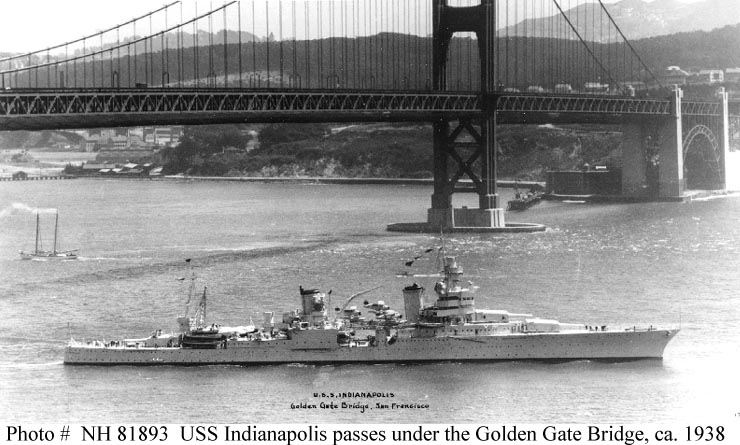 U.S.S. INDIANAPOLIS
Golden Gate Bridge, San Francisco
Photo # NH 81893 USS Indianapolis passes under the Golden Gate Bridge, ca. 1938